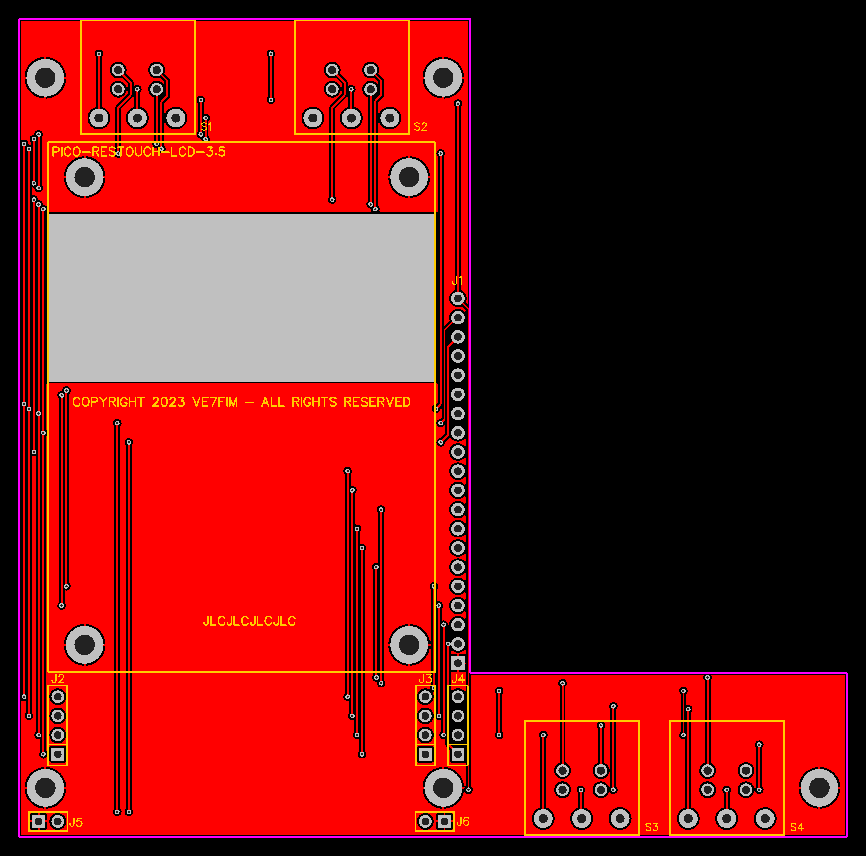 S1
S2
PICO-RESTOUCH-LCD-3.5
J1
COPYRIGHT 2023 VE7FIM - ALL RIGHTS RESERVED
JLCJLCJLCJLC
J2
J3
J4
J5
J6
S3
S4